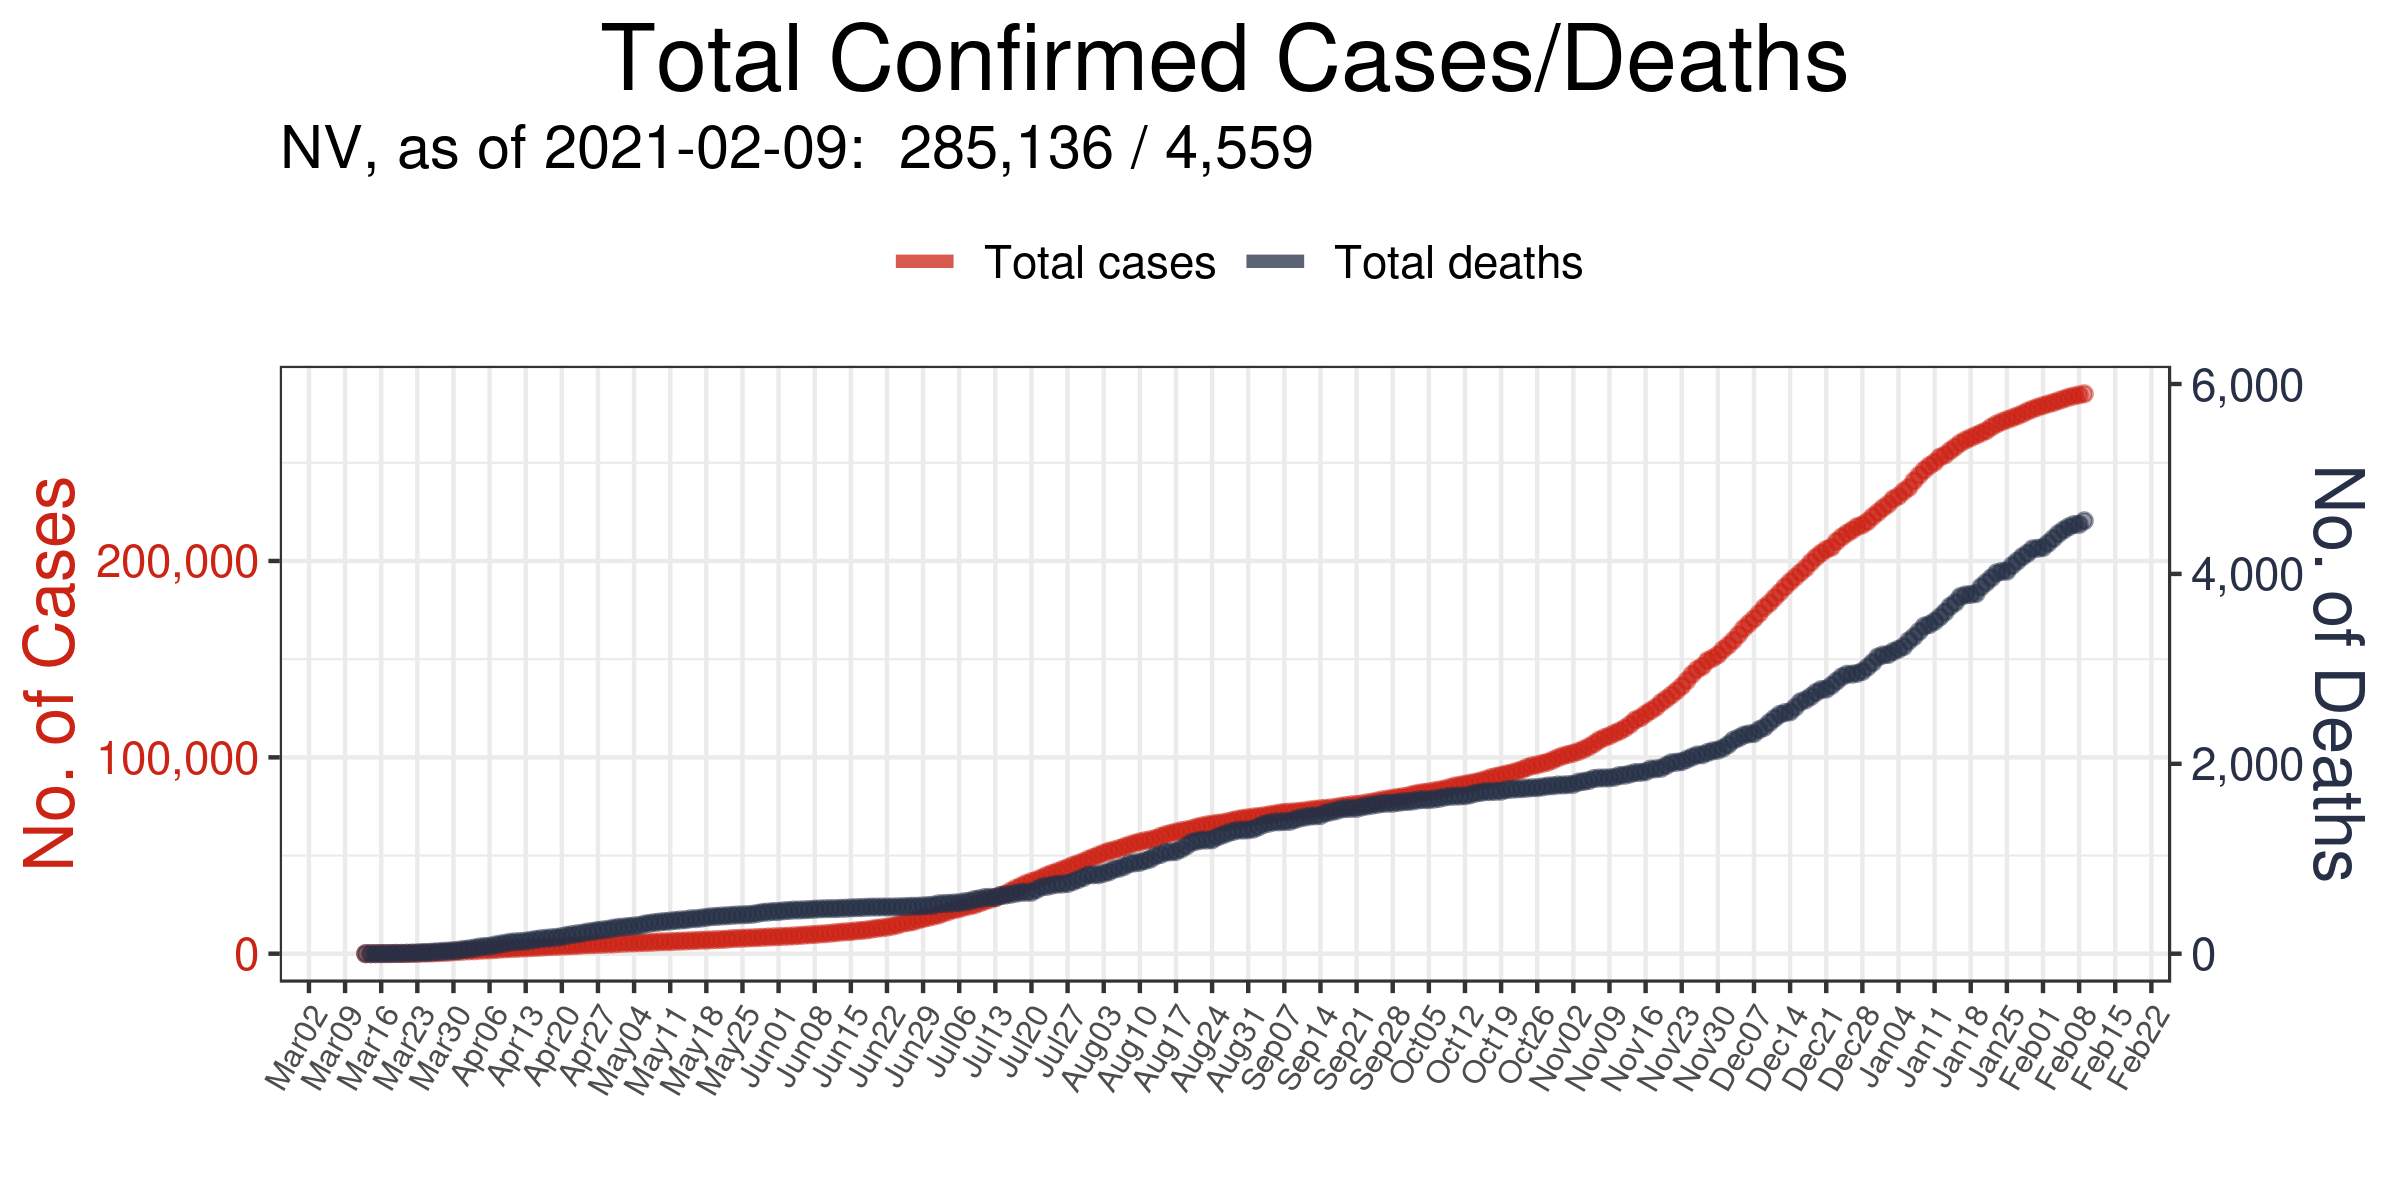 Total Confirmed Cases/Deaths
NV, as of 2021-02-09:  285,136 / 4,559
Total cases
Total deaths
No. of Cases
200,000
100,000
0
6,000
4,000
2,000
0
No. of Deaths
Mar02
Mar09
Mar16
Mar23
Mar30
Apr06
Apr13
Apr20
Apr27
May04
May11
May18
May25
Jun01
Jun08
Jun15
Jun22
Jun29
Jul06
Jul13
Jul20
Jul27
Aug03
Aug10
Aug17
Aug24
Aug31
Sep07
Sep14
Sep21
Sep28
Oct05
Oct12
Oct19
Oct26
Nov02
Nov09
Nov16
Nov23
Nov30
Dec07
Dec14
Dec21
Dec28
Jan04
Jan11
Jan18
Jan25
Feb01
Feb08
Feb15
Feb22